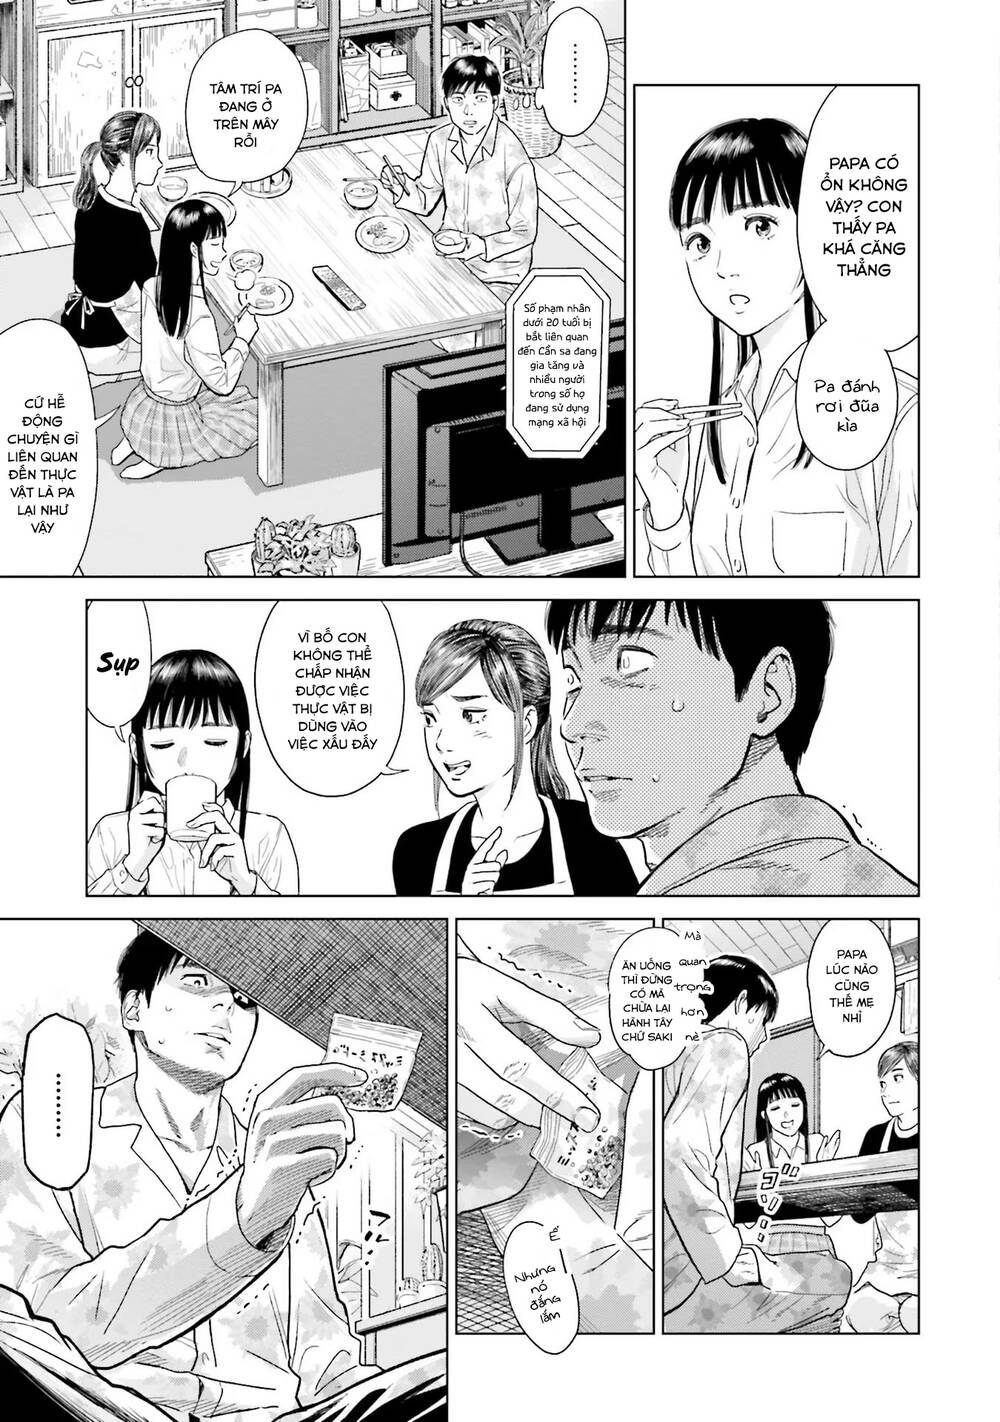 PAPA CÓ
ỔN KHÔNG
VẬY? CON
THẤY PA
KHÁ CĂNG
THẲNG
Pa đánh
rơi đũa
kìa
TÂM TRÍ PA
ĐANG Ở
TRÊN MÂY
RỒI
Số phạm nhân
dưới 20 tuổi bị
bắt liên quan
đến Cần sa đang
gia tăng và
nhiều người
trong số họ
đang sử dụng
mạng xã hội
CỨ HỄ
ĐỘNG
CHUYỆN GÌ
LIÊN QUAN
ĐẾN THỰC
VẬT LÀ PA
LẠI NHƯ
VẬY
VÌ BỐ CON
KHÔNG THỂ
CHẤP NHẬN
ĐƯỢC VIỆC
THỰC VẬT BỊ
DÙNG VÀO
VIỆC XẤU ĐẤY
SỤP
PAPA
LÚC NÀO
CŨNG
THẾ MẸ
NHỈ
Mà
quan
trọng
hơn
nè
ĂN UỐNG
THÌ ĐỪNG
CÓ MÀ
CHỪA LẠI
HÀNH TÂY
CHỨ SAKI
Ể
Nhưng
nó
đắng
lắm